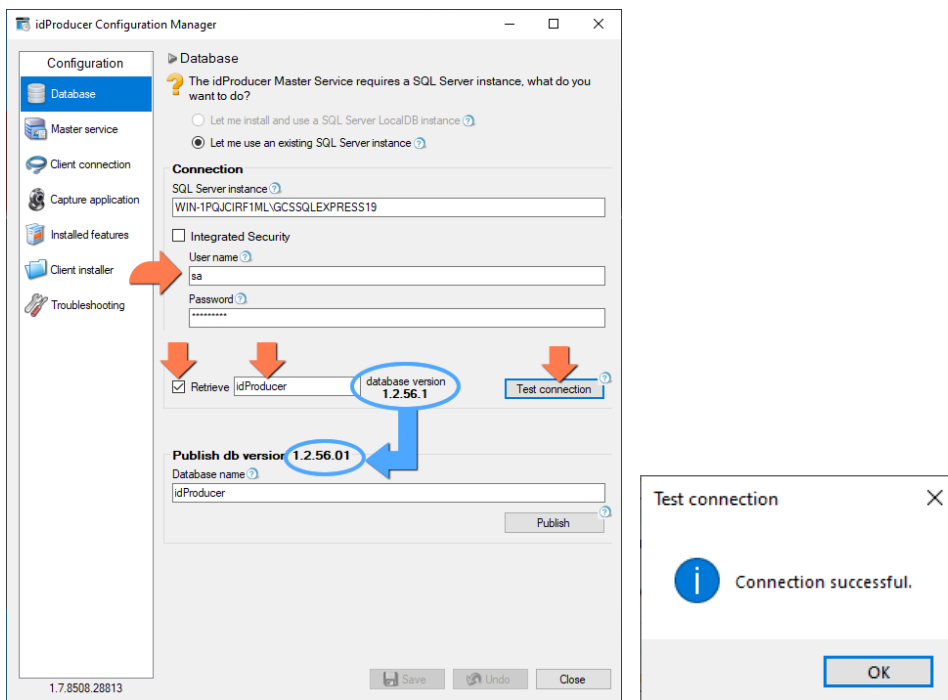 idProducer Configuration Manager
Configuration
Database
Master service
Client connection
Capture application
Installed features
Client installer
Troubleshooting
1.7.8508.28813
Database
The idProducer Master Service requires a SQL Server instance, what do you
want to do?
Let me install and use a SQL Server LocalDB instance
Let me use an existing SQL Server instance
Connection
SQL Server instance
WIN-1PQJCIRF1ML\GCSSQLEXPRESS19
Integrated Security
User name
sa
Password
*********
Retrieve idProducer database version
1.2.56.1
Test connection
Publish db version 1.2.56.01
Database name
idProducer
Publish
Save Undo Close
Test connection
Connection successful.
OK